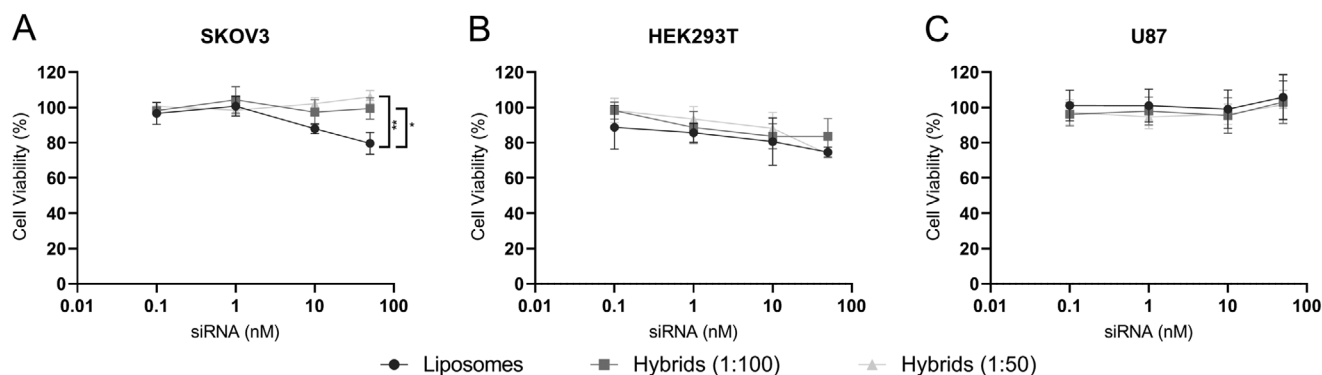 A
SKOV3
Cell Viability (%)
120
100
80
60
40
20
0
0.01 0.1 1 10 100
siRNA (nM)
**
*
B
HEK293T
Cell Viability (%)
120
100
80
60
40
20
0
0.01 0.1 1 10 100
siRNA (nM)
C
U87
Cell Viability (%)
120
100
80
60
40
20
0
0.01 0.1 1 10 100
siRNA (nM)
Liposomes Hybrids (1:100) Hybrids (1:50)